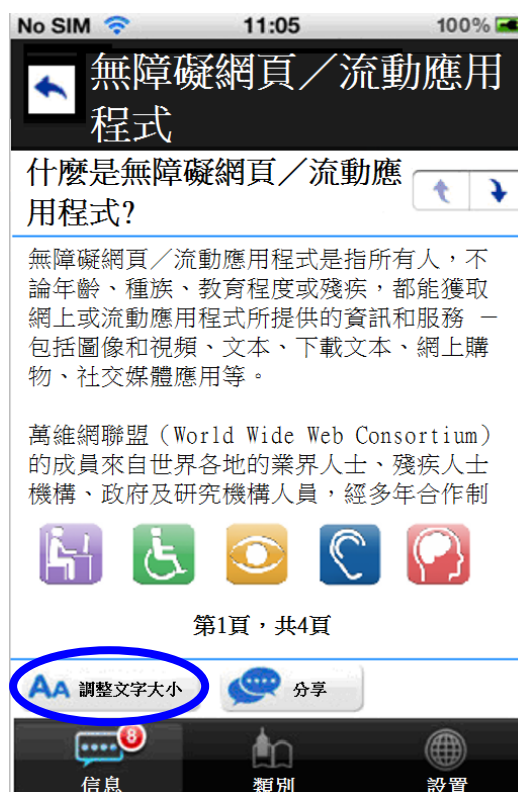 No SIM 11:05 100%
無障礙網頁／流動應用
程式
什麼是無障礙網頁／流動應
用程式?
無障礙網頁／流動應用程式是指所有人，不
論年齡、種族、教育程度或殘疾，都能獲取
網上或流動應用程式所提供的資訊和服務 －
包括圖像和視頻、文本、下載文本、網上購
物、社交媒體應用等。
萬維網聯盟（World Wide Web Consortium）
的成員來自世界各地的業界人士、殘疾人士
機構、政府及研究機構人員，經多年合作制
第1頁，共4頁
AA 調整文字大小 分享
8
信息 類別 設置